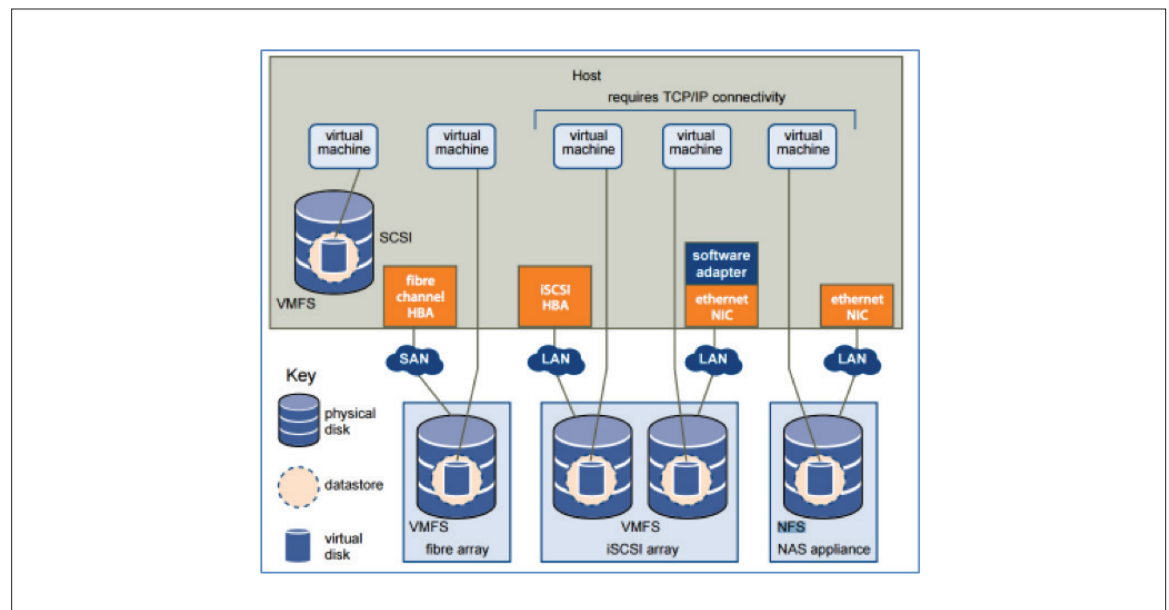 Host
requires TCP/IP connectivity
virtual
machine
virtual
machine
virtual
machine
virtual
machine
virtual
machine
SCSI
VMFS
fibre
channel
HBA
iSCSI
HBA
software
adapter
ethernet
NIC
ethernet
NIC
SAN
LAN
LAN
LAN
Key
physical
disk
datastore
virtual
disk
VMFS
fibre array
VMFS
iSCSI array
NFS
NAS appliance